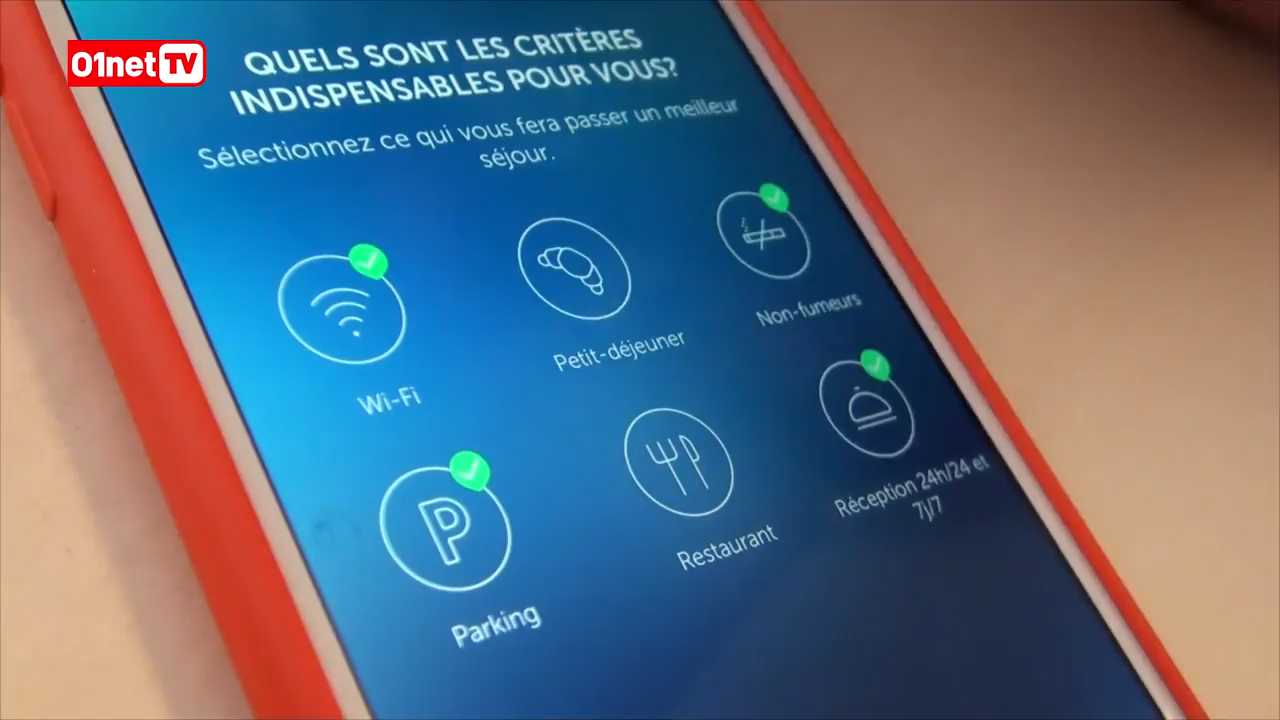 01netTV
QUELS SONT LES CRITÈRES
INDISPENSABLES POUR VOUS?
Sélectionnez ce qui vous fera passer un meilleur
séjour.
Wi-Fi
Petit-déjeuner
Non-fumeurs
P
Parking
Restaurant
Réception 24h/24 et
7j/7